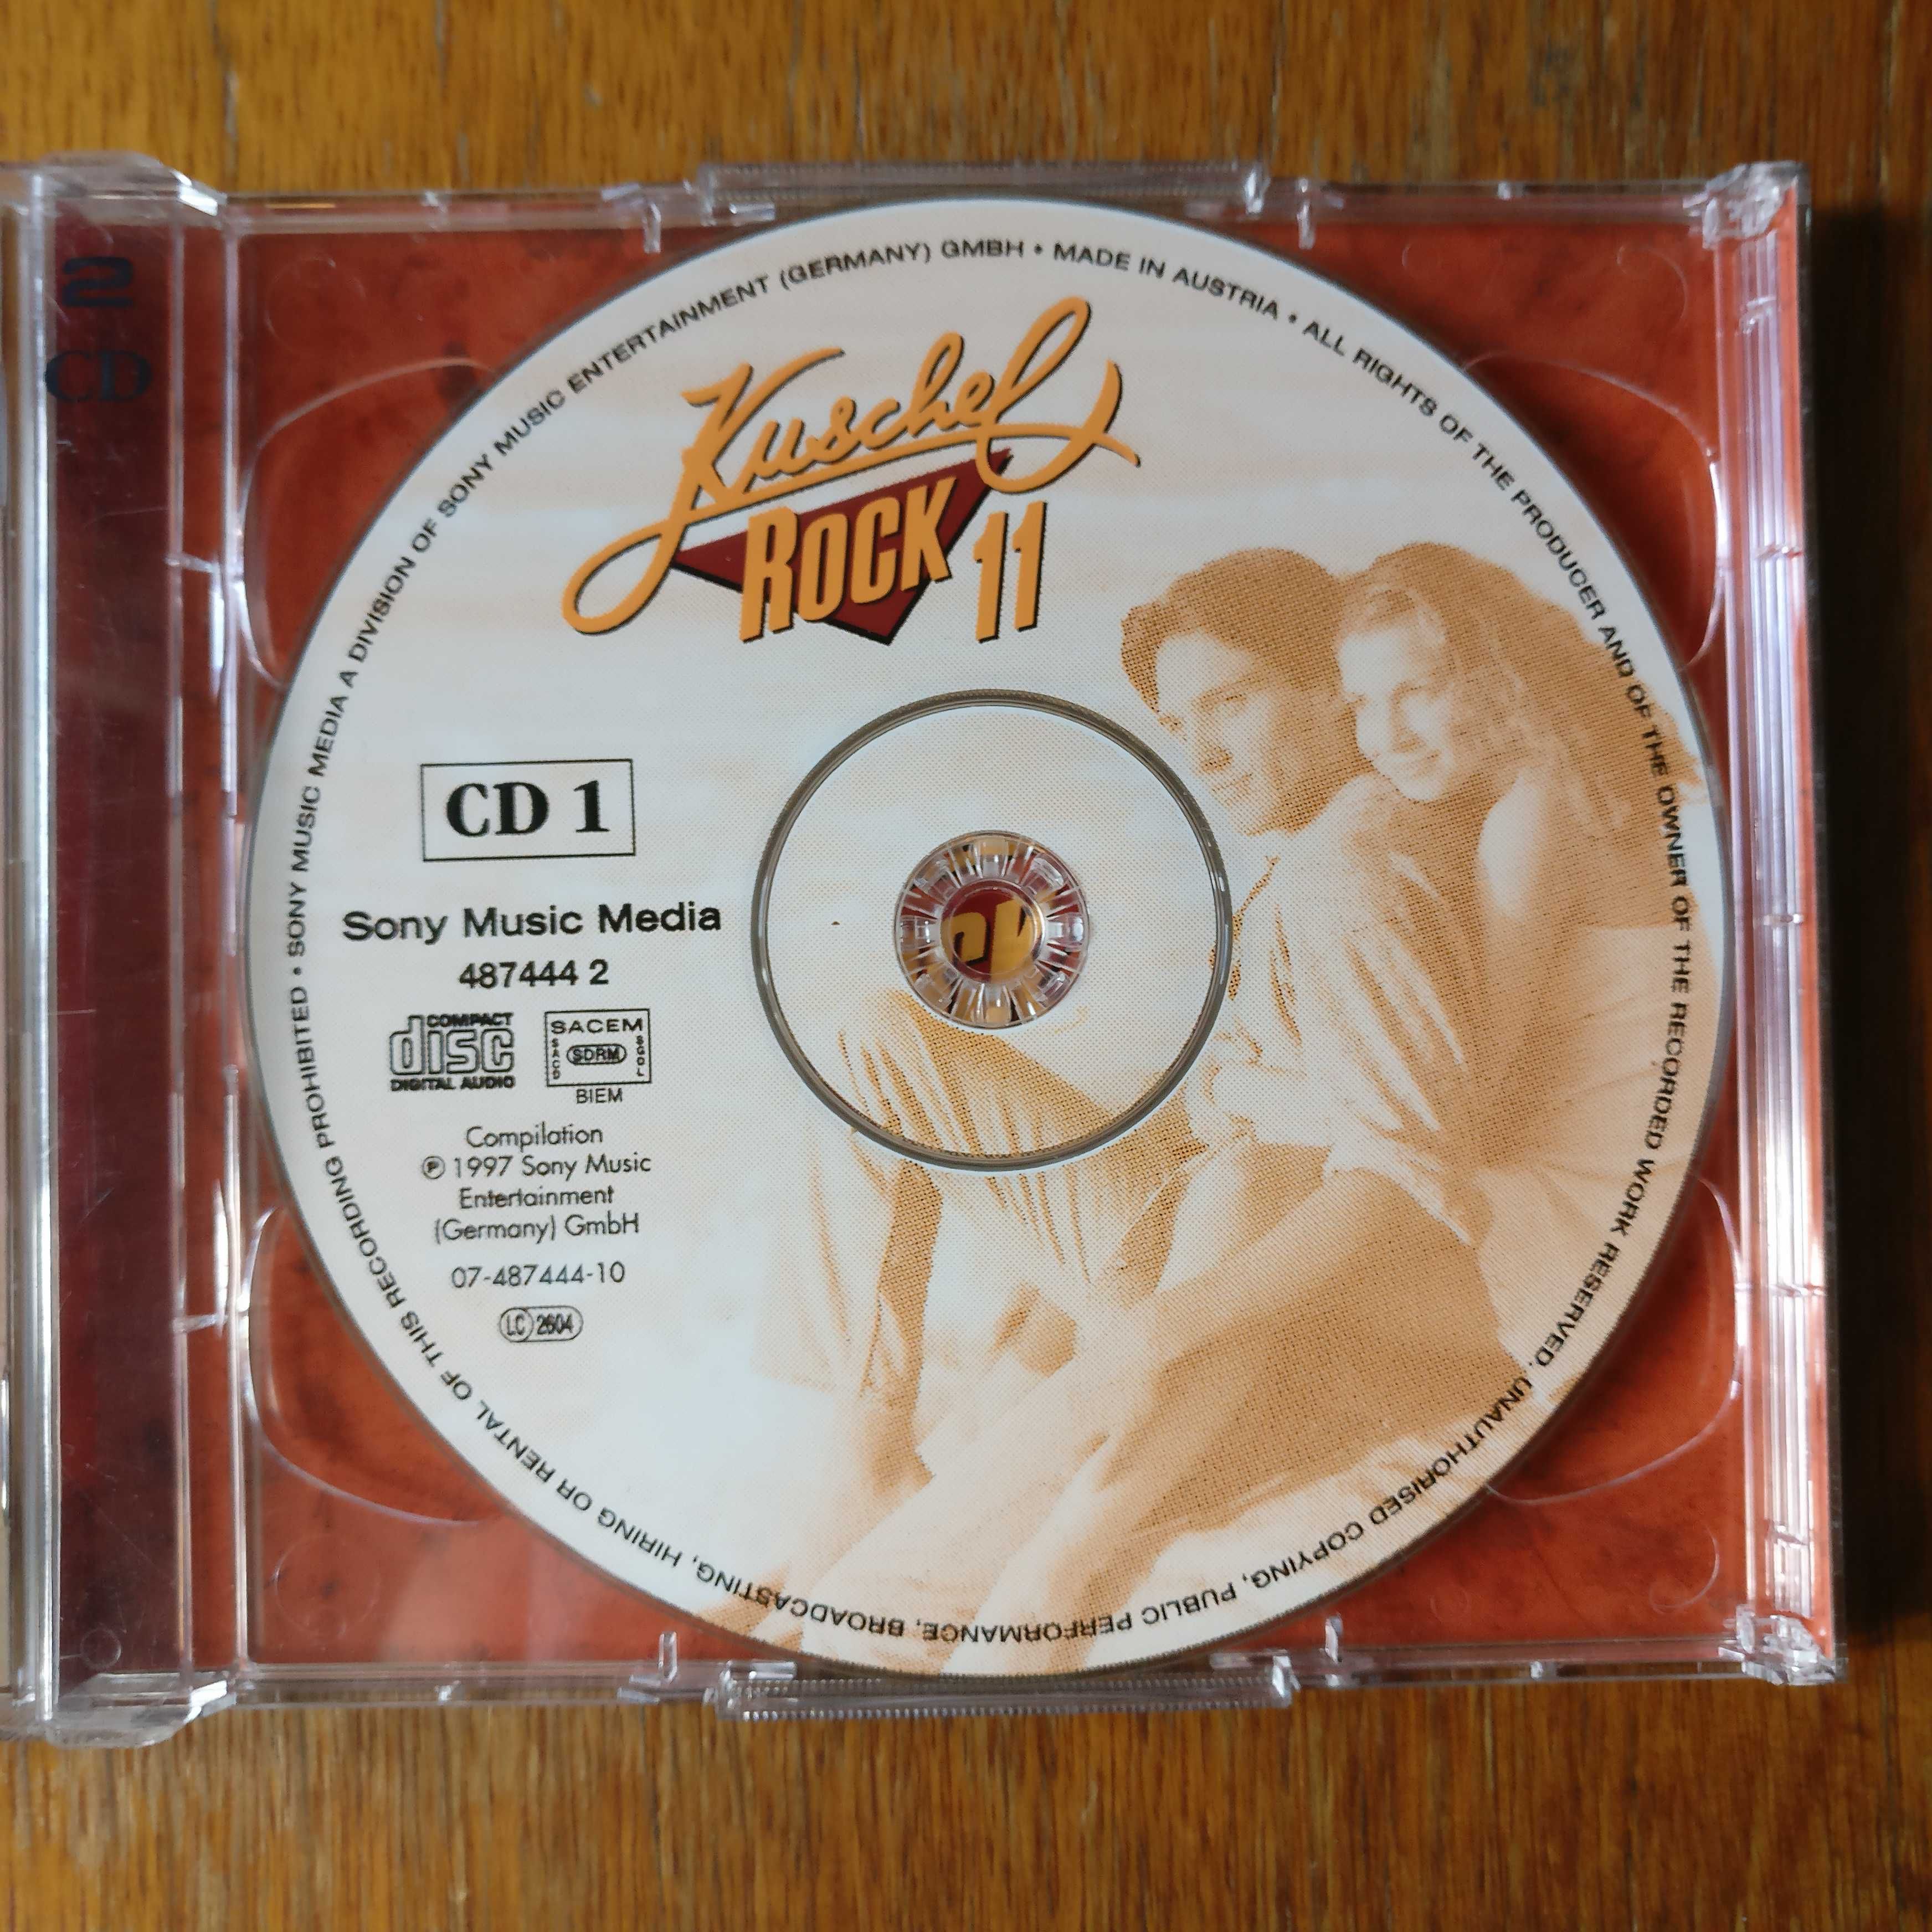 2
CD
SONY MUSIC MEDIA A DIVISION OF SONY MUSIC ENTERTAINMENT (GERMANY) GMBH • MADE IN AUSTRIA • ALL RIGHTS OF THE PRODUCER AND OF THE OWNER OF THE RECORDED WORK RESERVED. UNAUTHORISED COPYING, PUBLIC PERFORMANCE, BROADCASTING, HIRING OR RENTAL OF THIS RECORDING PROHIBITED •
Kuschel
ROCK 11
CD 1
Sony Music Media
487444 2
COMPACT
disc
DIGITAL AUDIO
SACEM
SACD
SDRM
SGDL
BIEM
Compilation
℗ 1997 Sony Music
Entertainment
(Germany) GmbH
07-487444-10
LC 2604